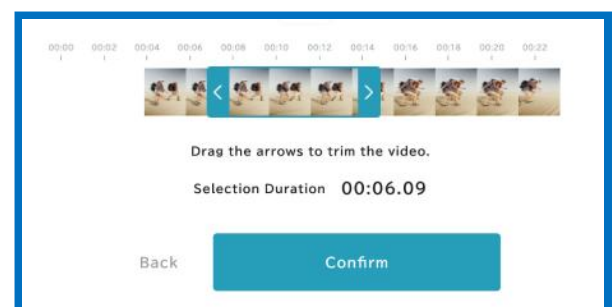 00:00 00:02 00:04 00:06 00:08 00:10 00:12 00:14 00:16 00:18 00:20 00:22
Drag the arrows to trim the video.
Selection Duration 00:06.09
Back Confirm